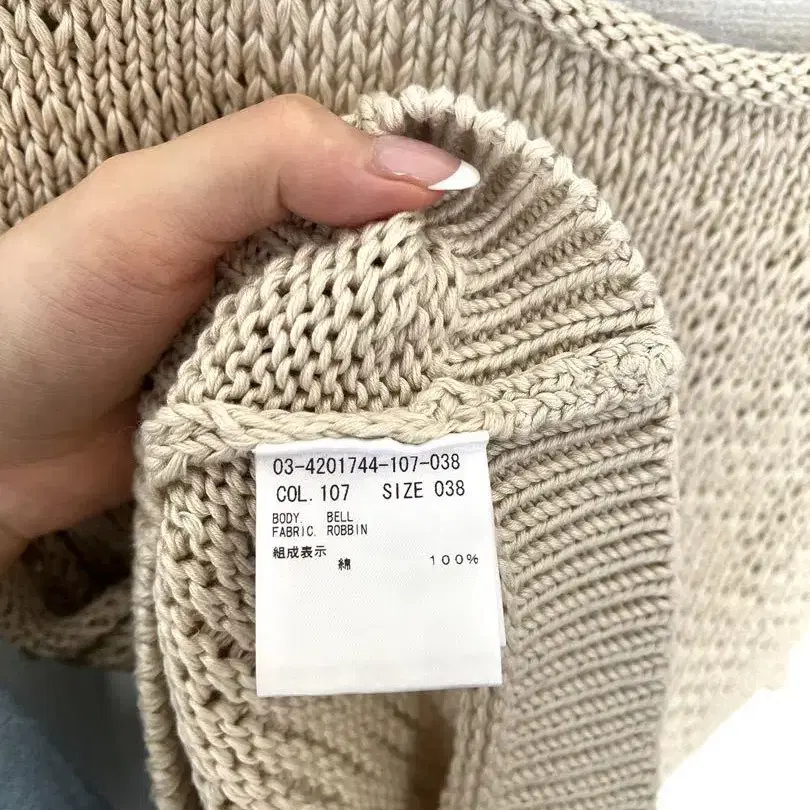 03-4201744-107-038
COL. 107 SIZE 038
BODY. BELL
FABRIC. ROBBIN
組成表示
綿 100%